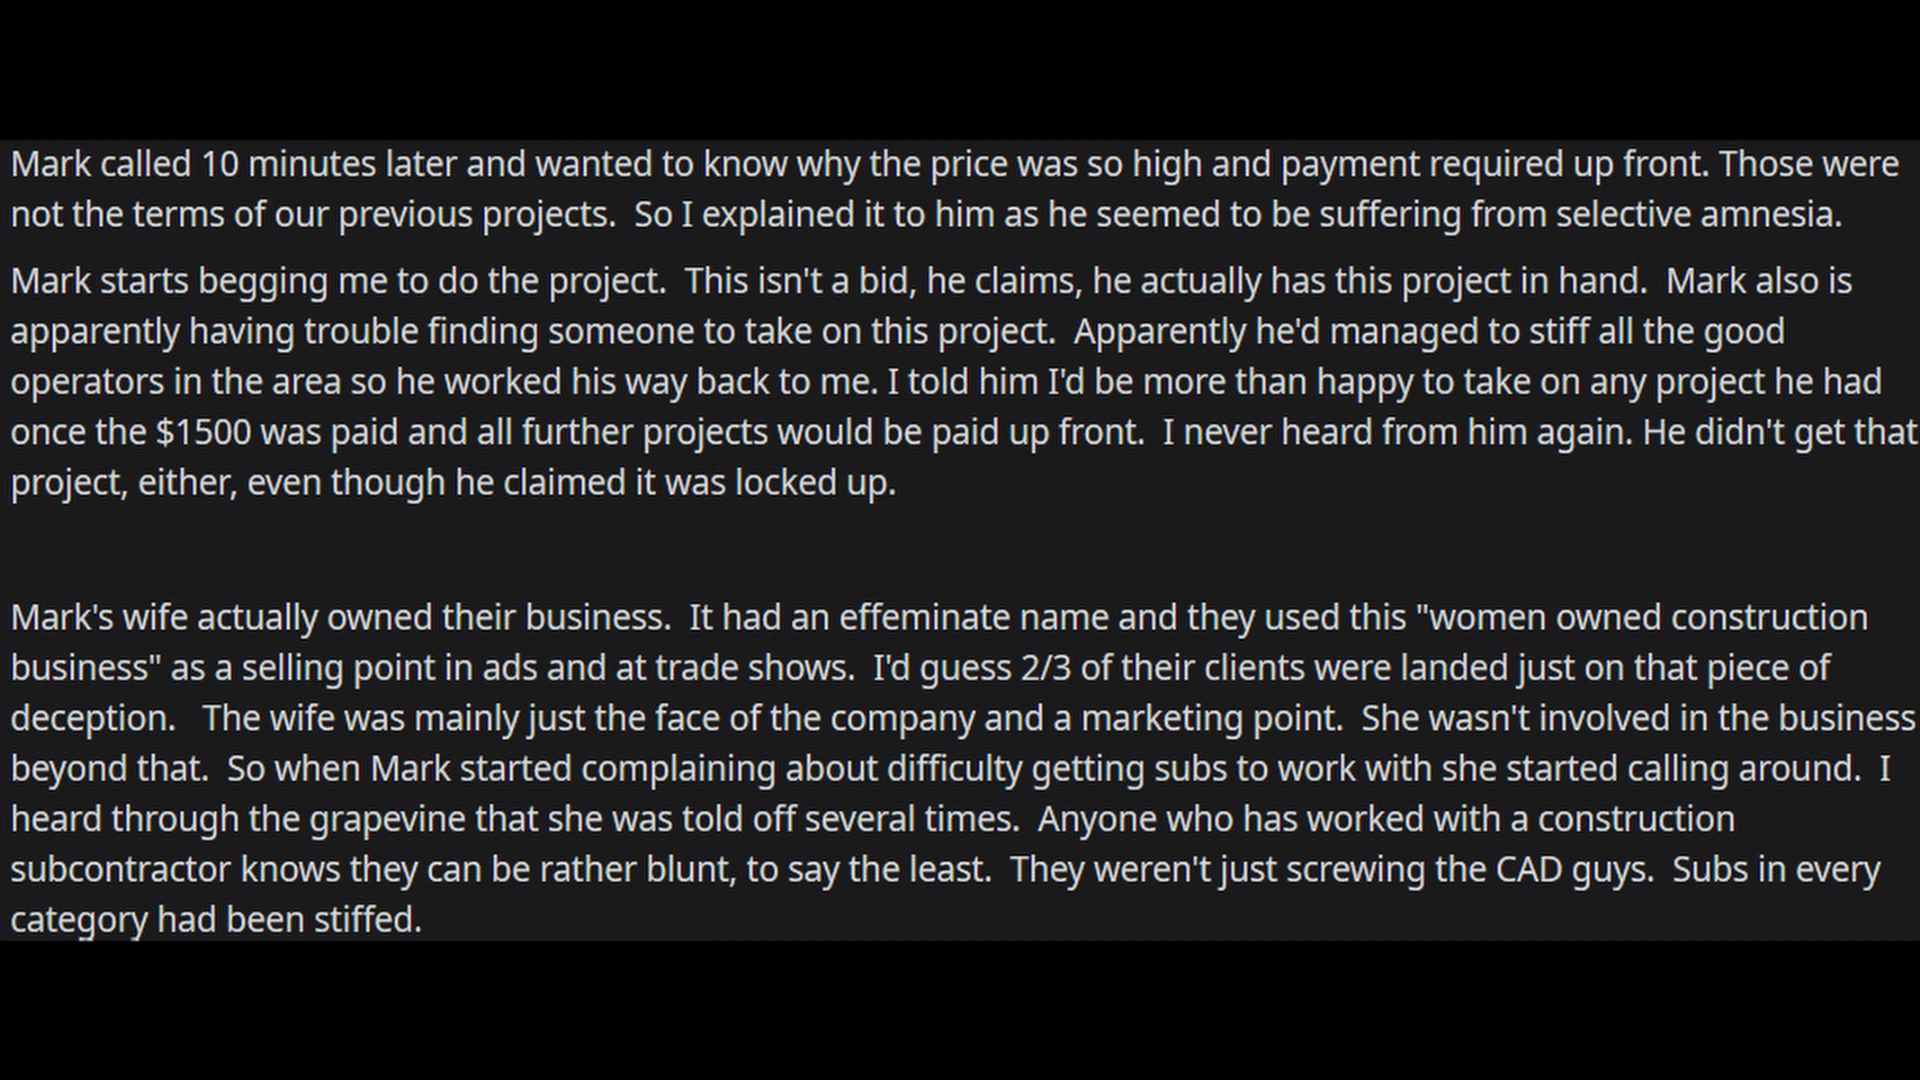 Mark called 10 minutes later and wanted to know why the price was so high and payment required up front. Those were
not the terms of our previous projects.  So I explained it to him as he seemed to be suffering from selective amnesia.
Mark starts begging me to do the project.  This isn't a bid, he claims, he actually has this project in hand.  Mark also is
apparently having trouble finding someone to take on this project.  Apparently he'd managed to stiff all the good
operators in the area so he worked his way back to me. I told him I'd be more than happy to take on any project he had
once the $1500 was paid and all further projects would be paid up front.  I never heard from him again. He didn't get that
project, either, even though he claimed it was locked up.
Mark's wife actually owned their business.  It had an effeminate name and they used this "women owned construction
business" as a selling point in ads and at trade shows.  I'd guess 2/3 of their clients were landed just on that piece of
deception.   The wife was mainly just the face of the company and a marketing point.  She wasn't involved in the business
beyond that.  So when Mark started complaining about difficulty getting subs to work with she started calling around.  I
heard through the grapevine that she was told off several times.  Anyone who has worked with a construction
subcontractor knows they can be rather blunt, to say the least.  They weren't just screwing the CAD guys.  Subs in every
category had been stiffed.